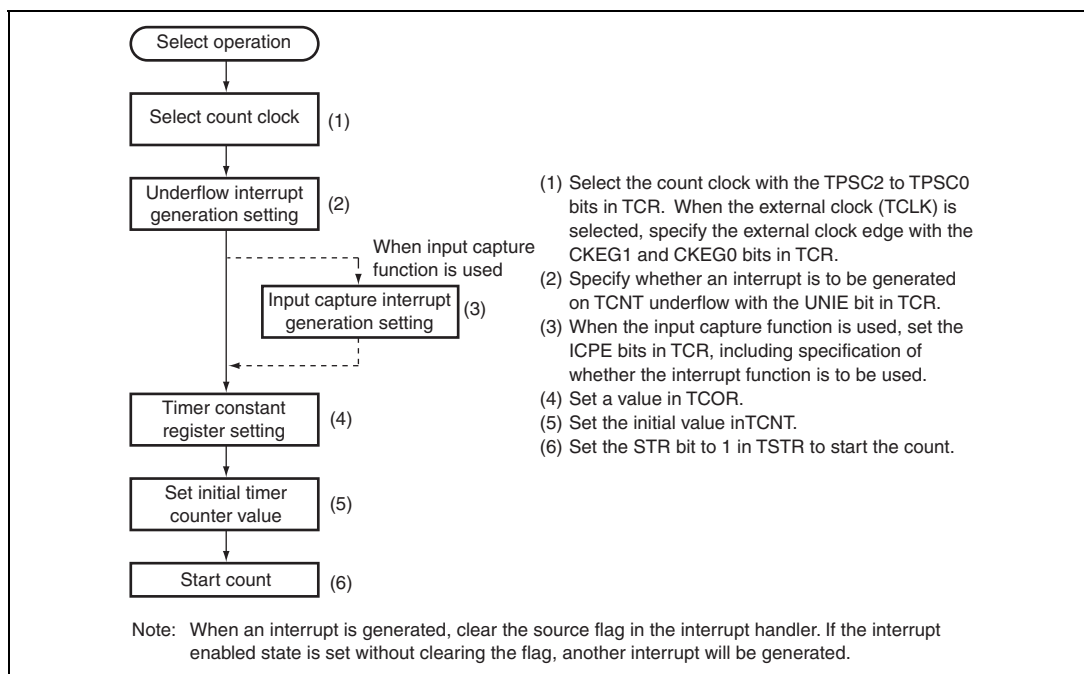 Select operation
Select count clock
(1)
Underflow interrupt
generation setting
(2)
When input capture
function is used
Input capture interrupt
generation setting
(3)
Timer constant
register setting
(4)
Set initial timer
counter value
(5)
Start count
(6)
(1) Select the count clock with the TPSC2 to TPSC0
bits in TCR. When the external clock (TCLK) is
selected, specify the external clock edge with the
CKEG1 and CKEG0 bits in TCR.
(2) Specify whether an interrupt is to be generated
on TCNT underflow with the UNIE bit in TCR.
(3) When the input capture function is used, set the
ICPE bits in TCR, including specification of
whether the interrupt function is to be used.
(4) Set a value in TCOR.
(5) Set the initial value inTCNT.
(6) Set the STR bit to 1 in TSTR to start the count.
Note: When an interrupt is generated, clear the source flag in the interrupt handler. If the interrupt
enabled state is set without clearing the flag, another interrupt will be generated.